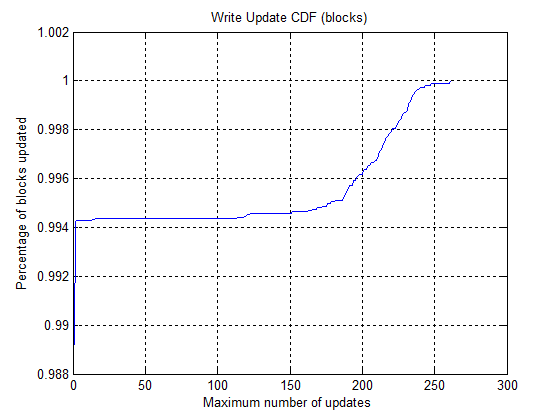 Write Update CDF (blocks)
1.002
1
0.998
0.996
0.994
0.992
0.99
0.988
Percentage of blocks updated
0 50 100 150 200 250 300
Maximum number of updates